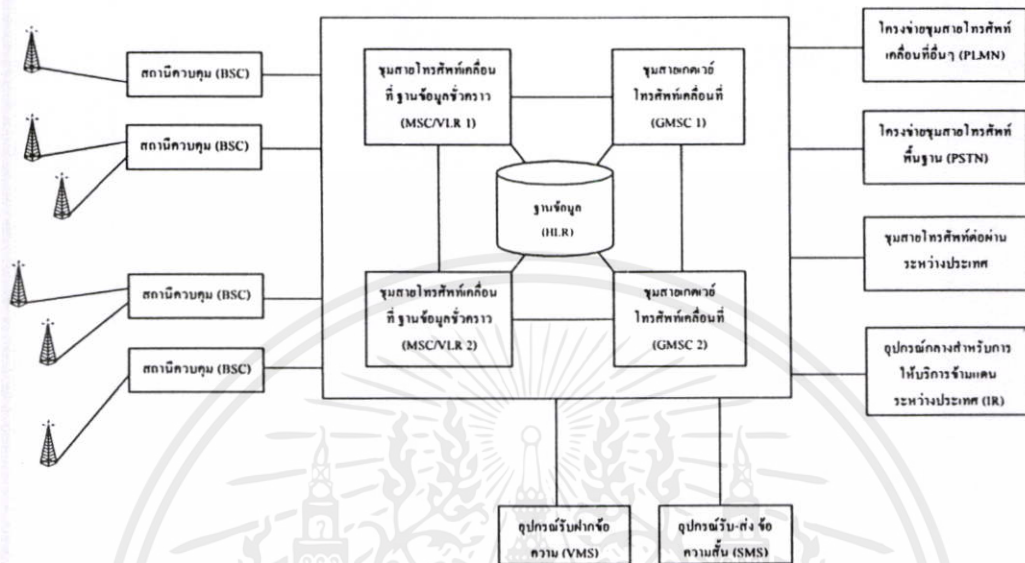 สถานีควบคุม (BSC)
สถานีควบคุม (BSC)
สถานีควบคุม (BSC)
สถานีควบคุม (BSC)
ชุมสายโทรศัพท์เคลื่อน
ที่ ฐานข้อมูลชั่วคราว
(MSC/VLR 1)
ชุมสายเกตเวย์
โทรศัพท์เคลื่อนที่
(GMSC 1)
ฐานข้อมูล
(HLR)
ชุมสายโทรศัพท์เคลื่อน
ที่ ฐานข้อมูลชั่วคราว
(MSC/VLR 2)
ชุมสายเกตเวย์
โทรศัพท์เคลื่อนที่
(GMSC 2)
โครงข่ายชุมสายโทรศัพท์
เคลื่อนที่อื่นๆ (PLMN)
โครงข่ายชุมสายโทรศัพท์
พื้นฐาน (PSTN)
ชุมสายโทรศัพท์ต่อผ่าน
ระหว่างประเทศ
อุปกรณ์กลางสำหรับการ
ให้บริการข้ามแดน
ระหว่างประเทศ (IR)
อุปกรณ์รับฝากข้อ
ความ (VMS)
อุปกรณ์รับ-ส่ง ข้อ
ความสั้น (SMS)